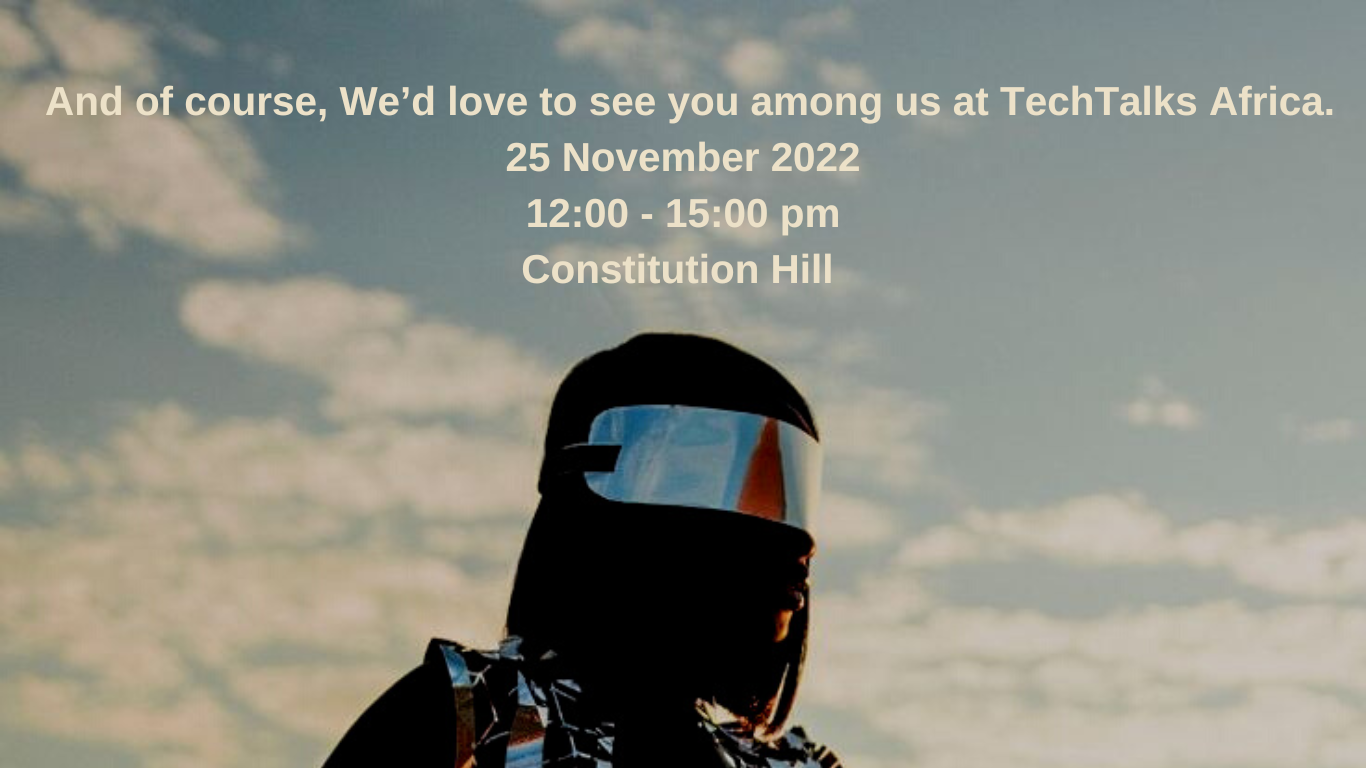 And of course, We’d love to see you among us at TechTalks Africa.
25 November 2022
12:00 - 15:00 pm
Constitution Hill